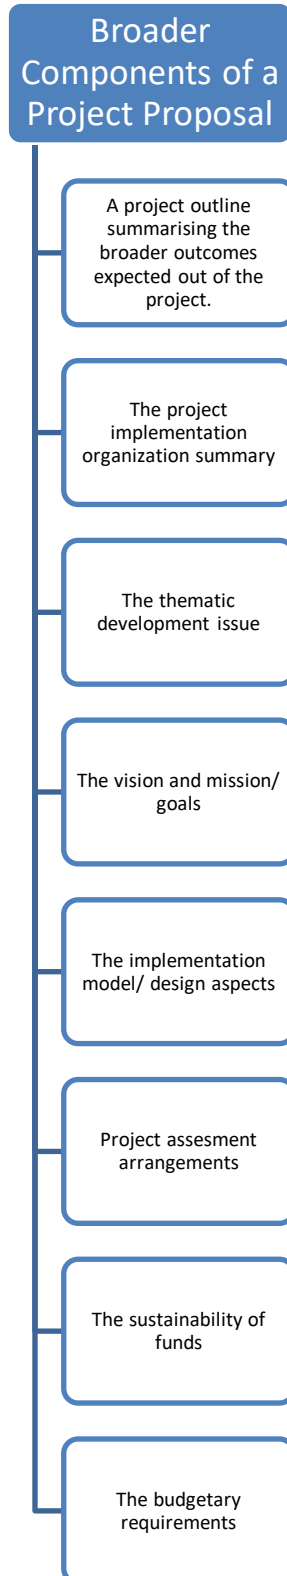 Broader
Components of a
Project Proposal
A project outline
summarising the
broader outcomes
expected out of the
project.
The project
implementation
organization summary
The thematic
development issue
The vision and mission/
goals
The implementation
model/ design aspects
Project assesment
arrangements
The sustainability of
funds
The budgetary
requirements